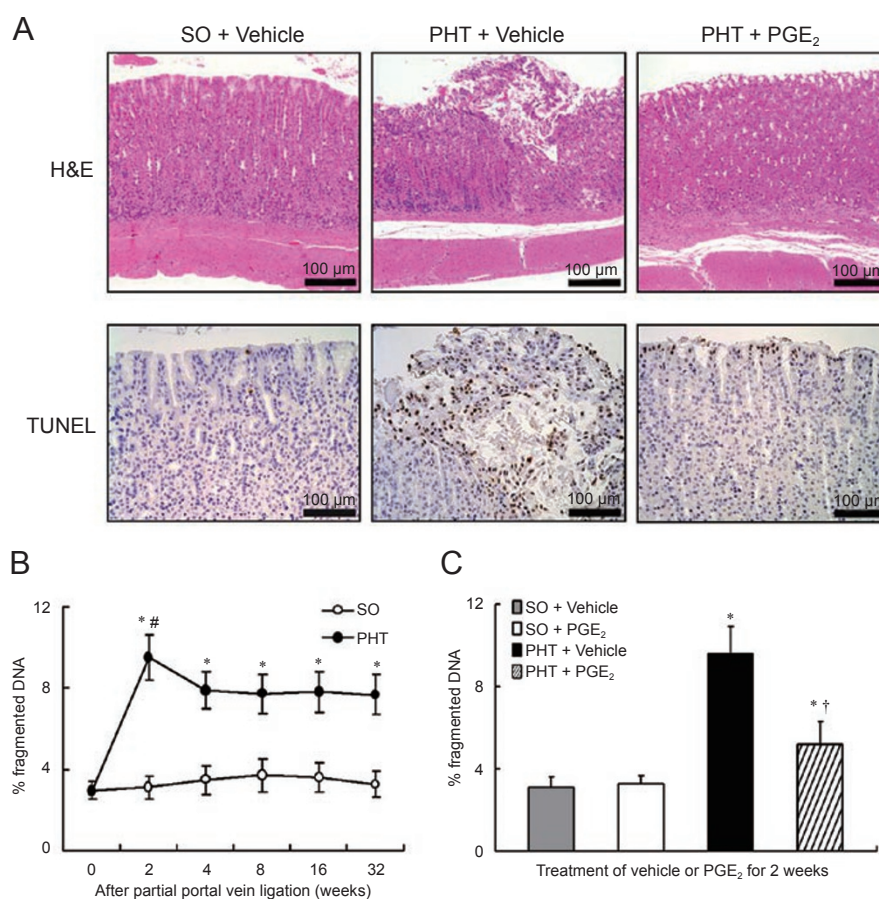 A
SO + Vehicle PHT + Vehicle PHT + PGE₂
H&E
100 µm 100 µm 100 µm
TUNEL
100 µm 100 µm 100 µm
B
% fragmented DNA
12
8
4
0
* #
* * * *
SO
PHT
0 2 4 8 16 32
After partial portal vein ligation (weeks)
C
% fragmented DNA
12
8
4
0
SO + Vehicle
SO + PGE₂
PHT + Vehicle
PHT + PGE₂
*
* †
Treatment of vehicle or PGE₂ for 2 weeks